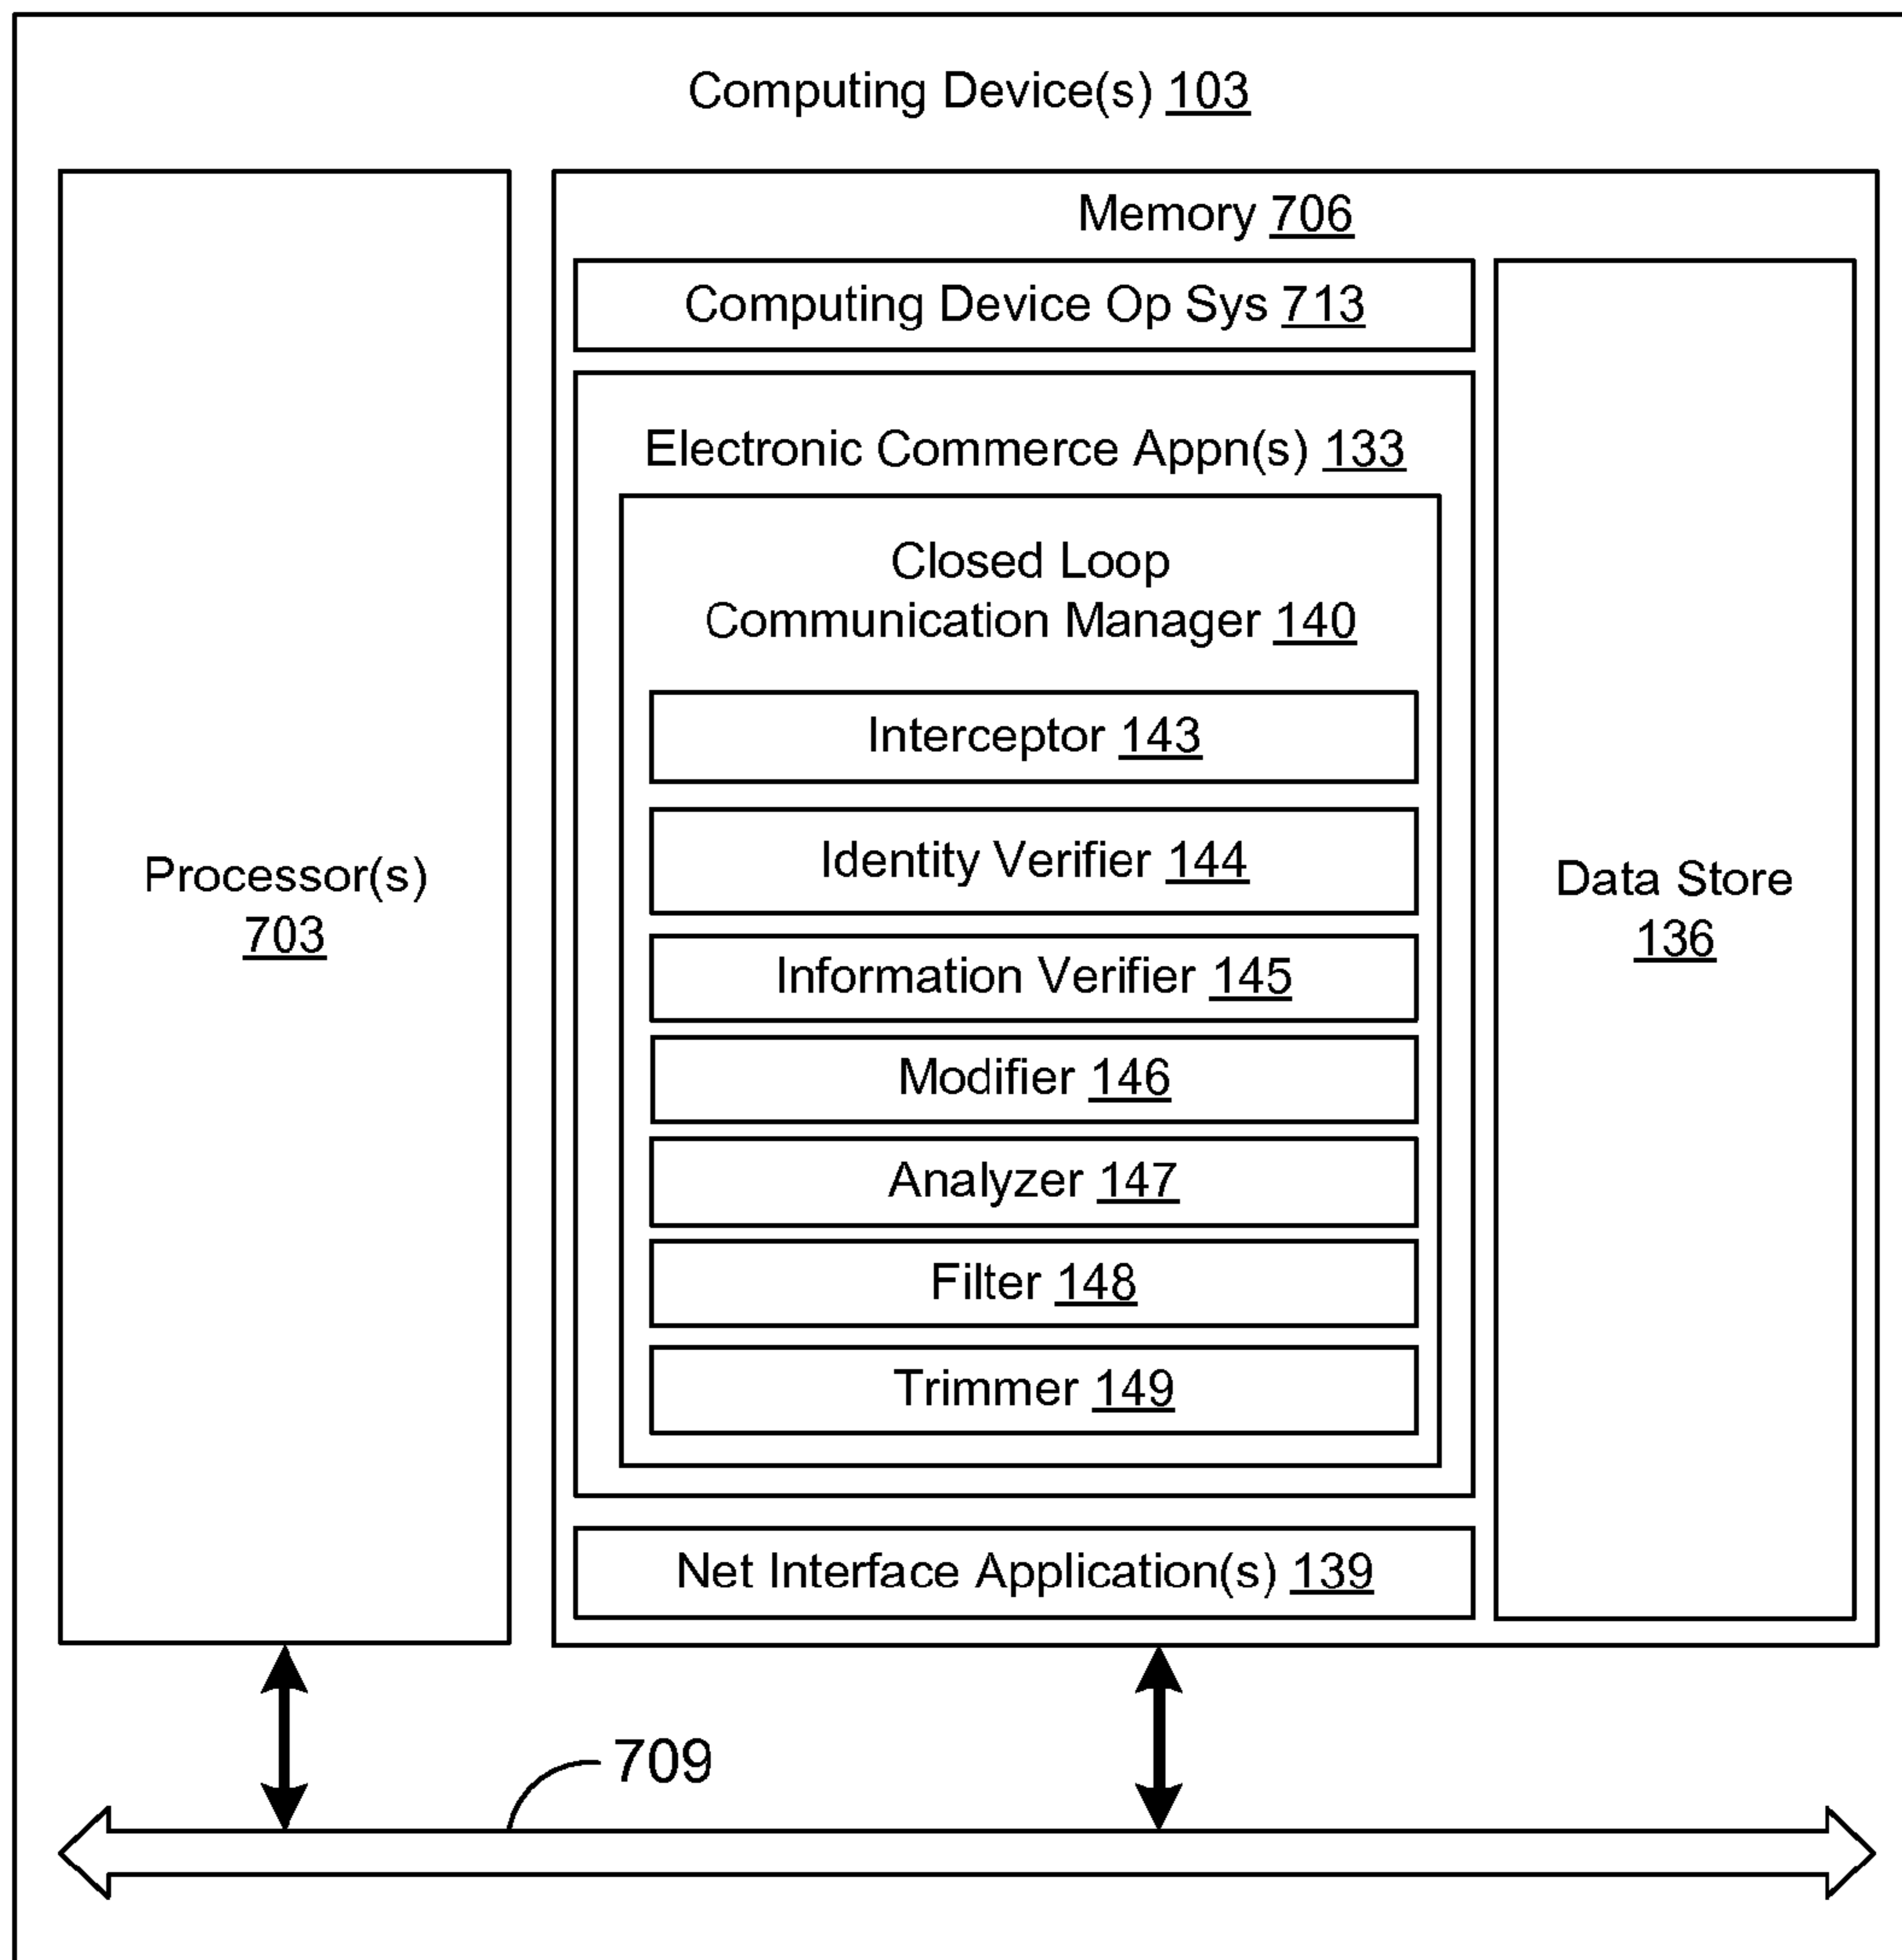 Computing Device(s) 103
Processor(s)
703
Memory 706
Computing Device Op Sys 713
Electronic Commerce Appn(s) 133
Closed Loop
Communication Manager 140
Interceptor 143
Identity Verifier 144
Information Verifier 145
Modifier 146
Analyzer 147
Filter 148
Trimmer 149
Net Interface Application(s) 139
Data Store
136
709